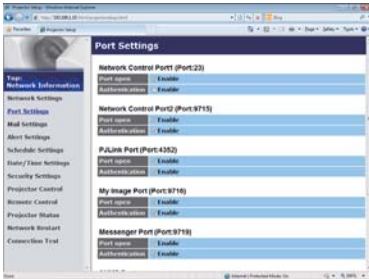 Port Settings
Top:
Network Information
Network Settings
Port Settings
Mail Settings
Alert Settings
Schedule Settings
Date/Time Settings
Security Settings
Projector Control
Remote Control
Projector Status
Network Restart
Connection Test
Network Control Port1 (Port:23)
Port open Enable
Authentication Enable
Network Control Port2 (Port:9715)
Port open Enable
Authentication Enable
PJLink Port (Port:4352)
Port open Enable
Authentication Enable
My Image Port (Port:9716)
Port open Enable
Authentication Enable
Messenger Port (Port:9719)
Port open Enable
Authentication Enable